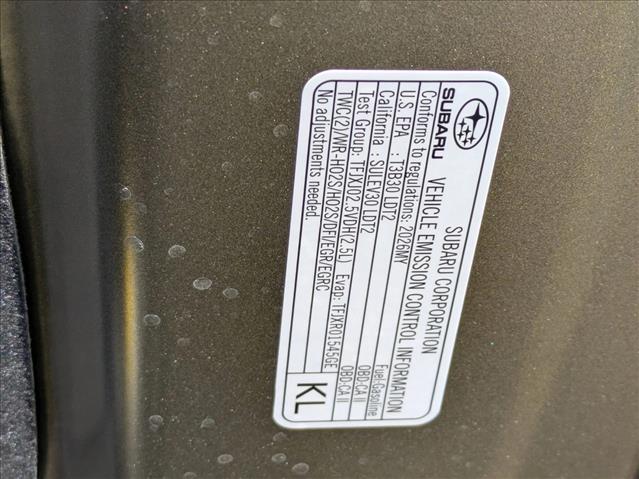 SUBARU
SUBARU CORPORATION
VEHICLE EMISSION CONTROL INFORMATION
Conforms to regulations: 2026MY Fuel:Gasoline
U.S. EPA : T3B30 LDT2 OBD-CA II
California : SULEV30 LDT2 OBD-CA II
Test Group: TFJXJ02.5VDH(2.5L) Evap: TFJXR01545GE
TWC(2)/WR-HO2S/HO2S/DFI/EGR/EGRC
No adjustments needed.
KL